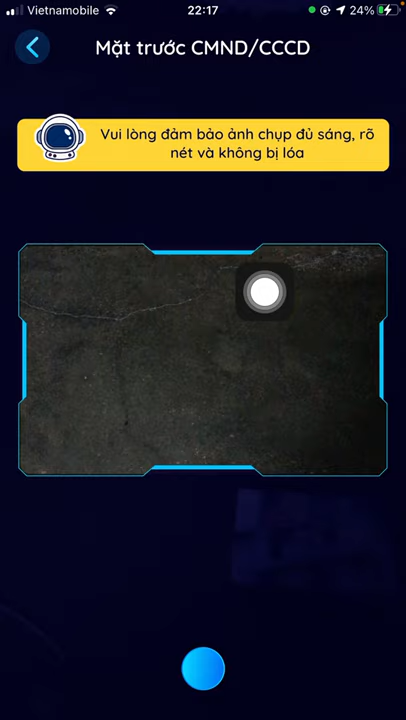 Vietnamobile 22:17 24%
Mặt trước CMND/CCCD
Vui lòng đảm bảo ảnh chụp đủ sáng, rõ
nét và không bị lóa